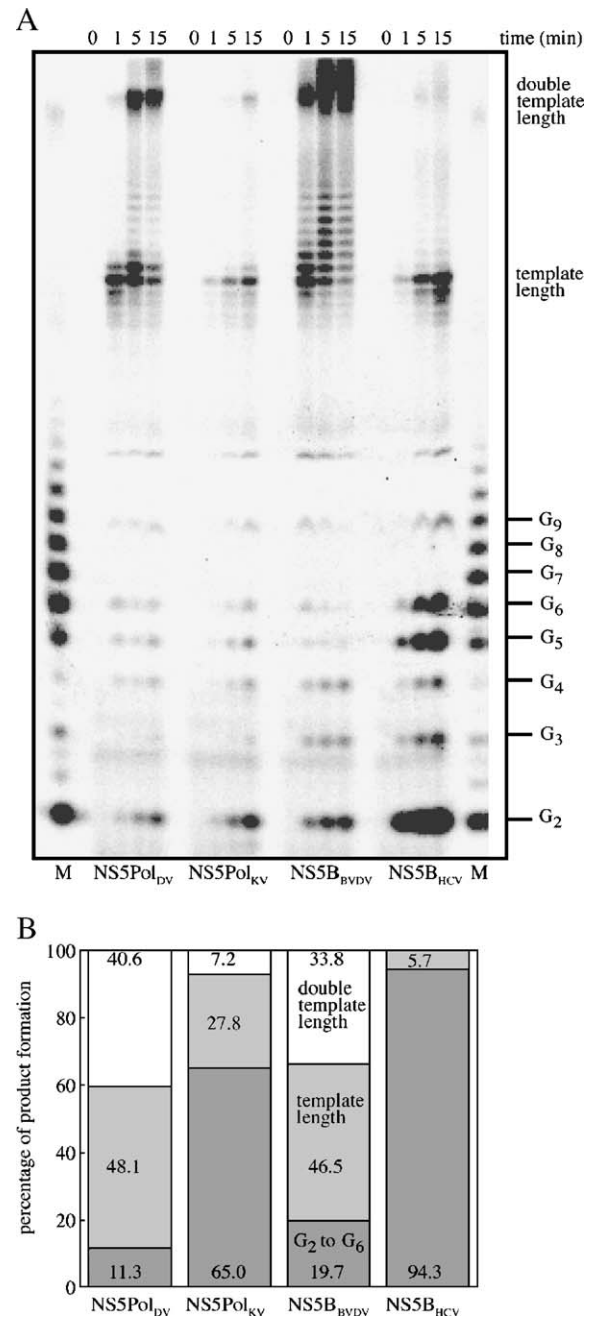 A
0 1 5 15 0 1 5 15 0 1 5 15 0 1 5 15 time (min)
double
template
length
template
length
G9
G8
G7
G6
G5
G4
G3
G2
M NS5PolDV NS5PolKV NS5BBVDV NS5BHCV M
B
percentage of product formation
100
80
60
40
20
0
40.6
48.1
11.3
7.2
27.8
65.0
33.8
double
template
length
template
length
46.5
G2 to G6
19.7
5.7
94.3
NS5PolDV NS5PolKV NS5BBVDV NS5BHCV